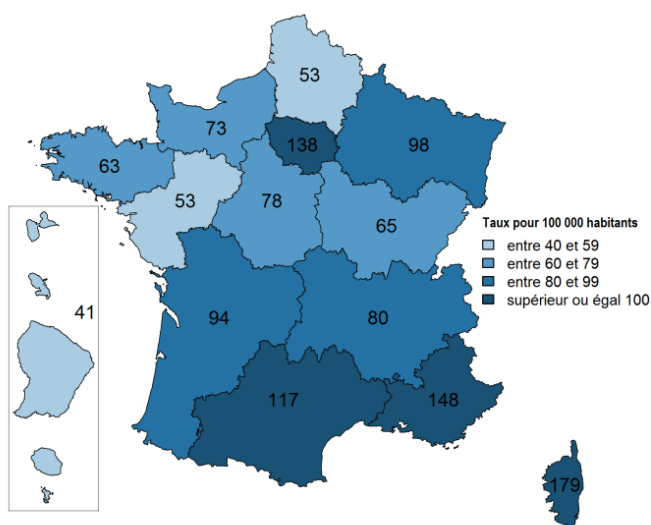 53
73
138
98
63
53
78
65
Taux pour 100 000 habitants
entre 40 et 59
entre 60 et 79
entre 80 et 99
supérieur ou égal 100
41
94
80
117
148
179